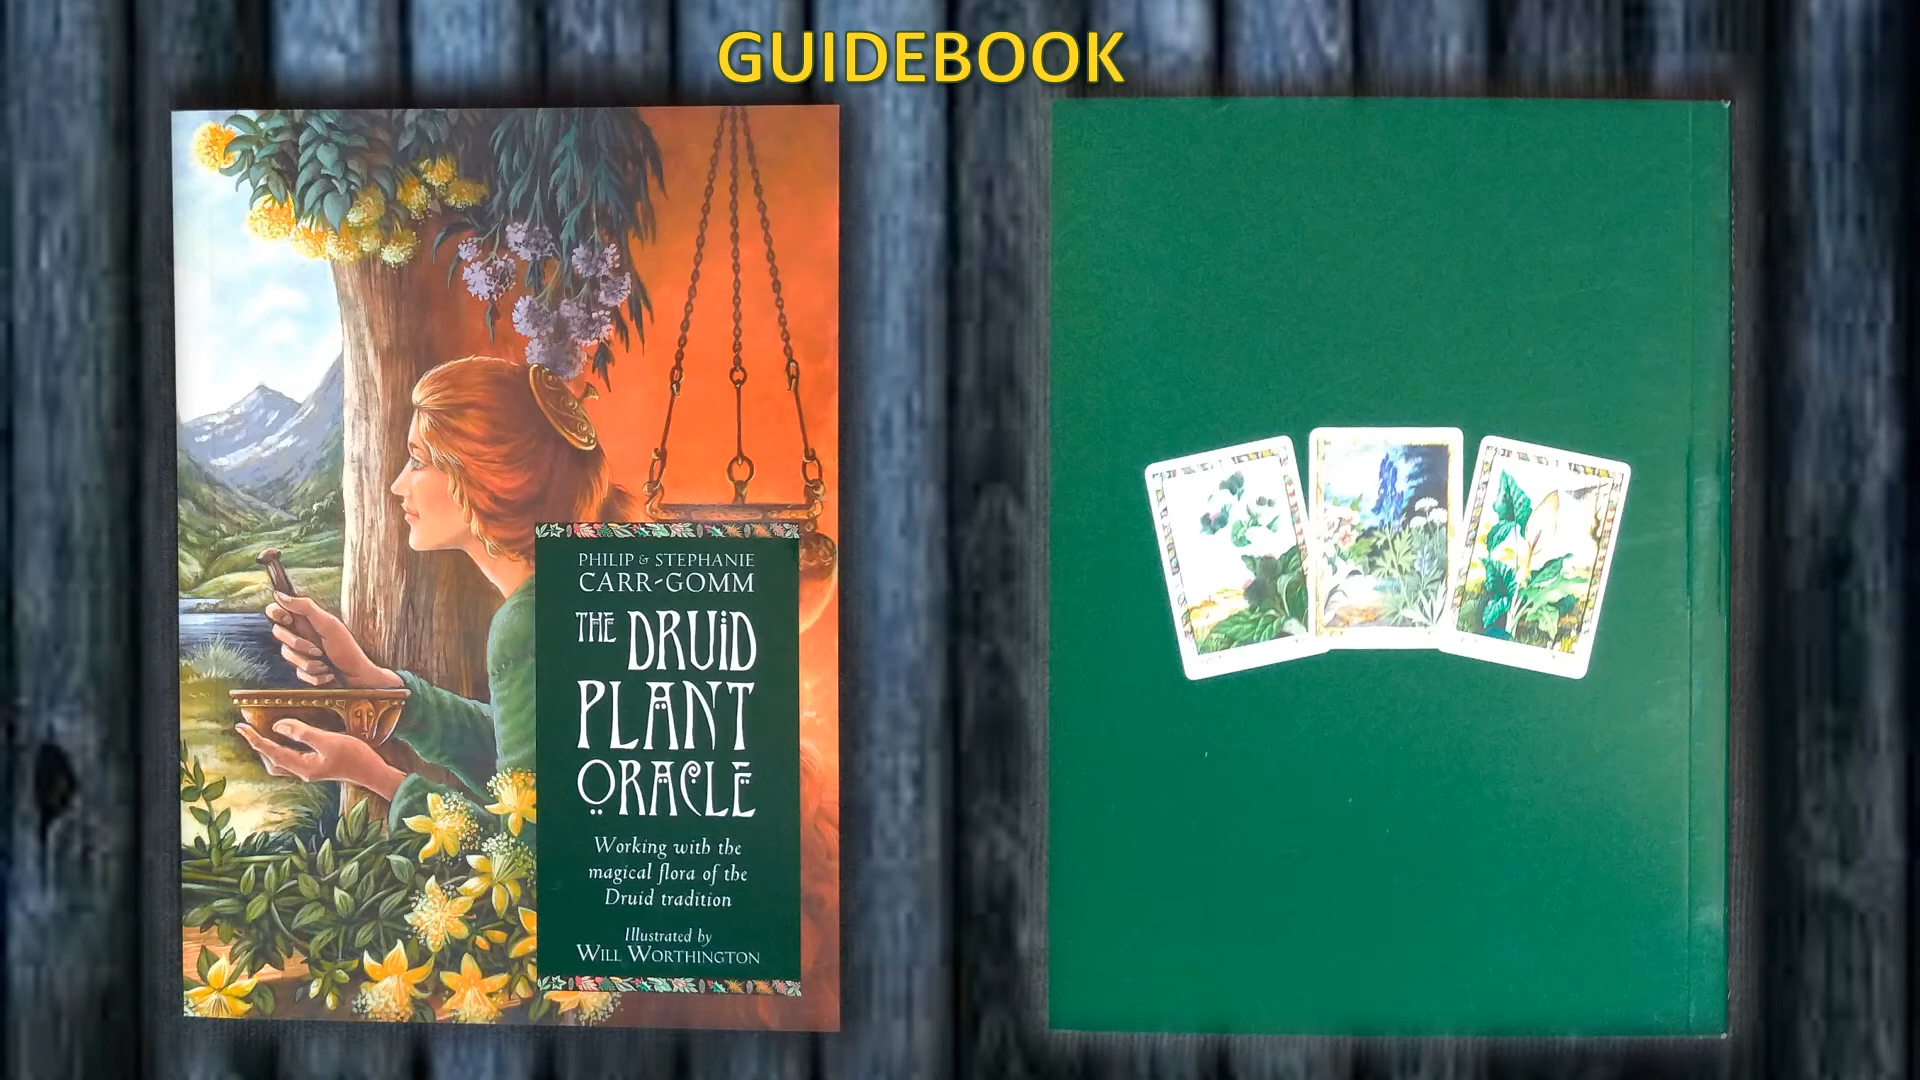 GUIDEBOOK
PHILIP & STEPHANIE
CARR-GOMM
THE DRUID
PLANT
ORACLE
Working with the
magical flora of the
Druid tradition
Illustrated by
WILL WORTHINGTON